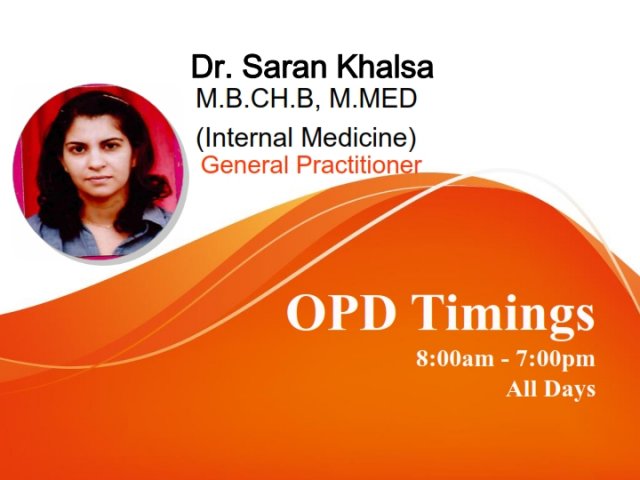 Dr. Saran Khalsa
M.B.CH.B, M.MED
(Internal Medicine)
General Practitioner
OPD Timings
8:00am - 7:00pm
All Days